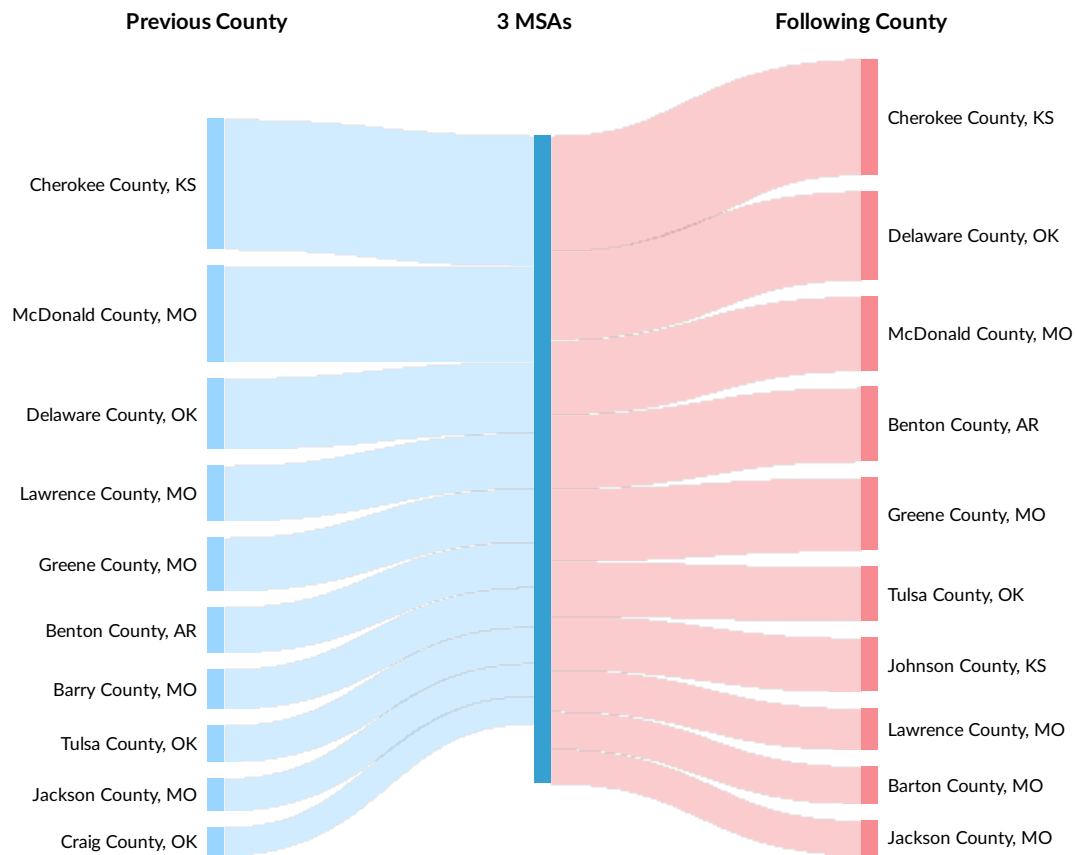 Previous County
3 MSAs
Following County
Cherokee County, KS
McDonald County, MO
Delaware County, OK
Lawrence County, MO
Greene County, MO
Benton County, AR
Barry County, MO
Tulsa County, OK
Jackson County, MO
Craig County, OK
Cherokee County, KS
Delaware County, OK
McDonald County, MO
Benton County, AR
Greene County, MO
Tulsa County, OK
Johnson County, KS
Lawrence County, MO
Barton County, MO
Jackson County, MO